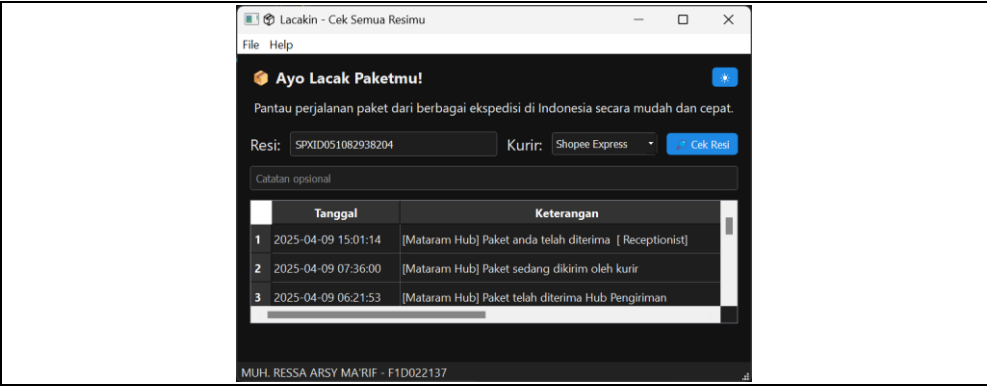 Lacakin - Cek Semua Resimu
File Help
Ayo Lacak Paketmu!
Pantau perjalanan paket dari berbagai ekspedisi di Indonesia secara mudah dan cepat.
Resi: SPXID051082938204 Kurir: Shopee Express Cek Resi
Catatan opsional
Tanggal Keterangan
1 2025-04-09 15:01:14 [Mataram Hub] Paket anda telah diterima [ Receptionist]
2 2025-04-09 07:36:00 [Mataram Hub] Paket sedang dikirim oleh kurir
3 2025-04-09 06:21:53 [Mataram Hub] Paket telah diterima Hub Pengiriman
MUH. RESSA ARSY MA'RIF - F1D022137